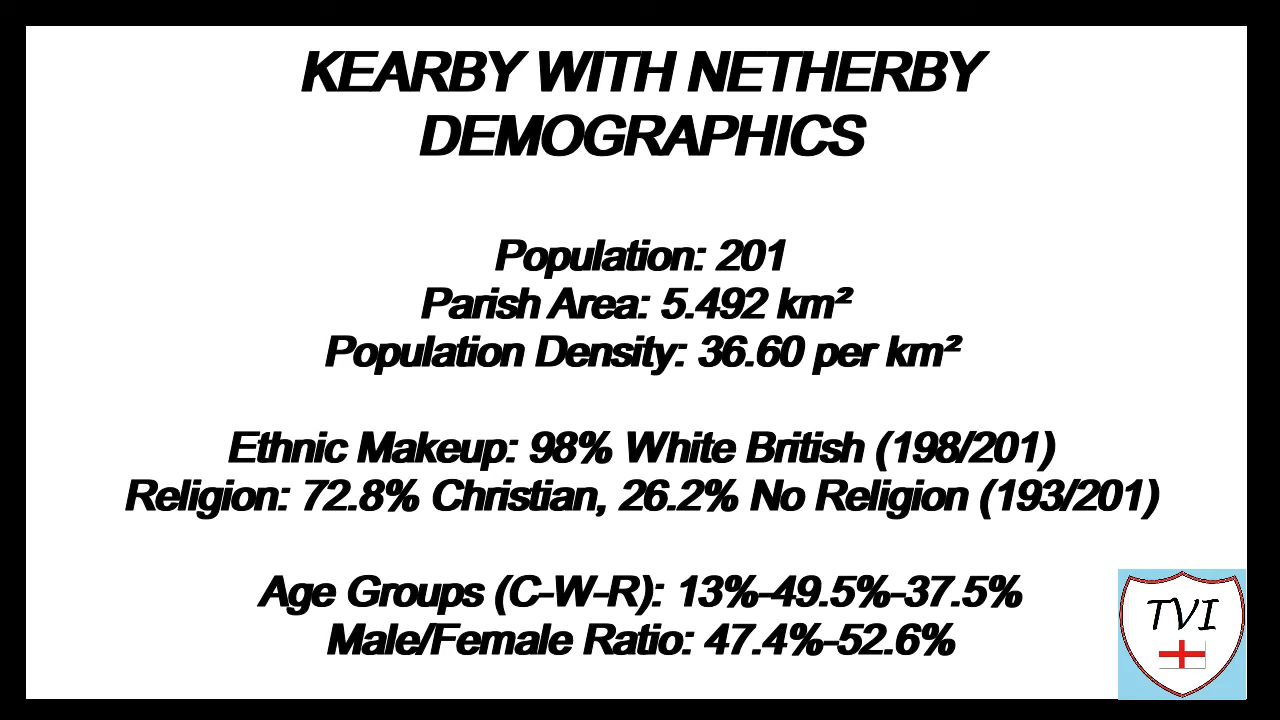 KEARBY WITH NETHERBY
DEMOGRAPHICS
Population: 201
Parish Area: 5.492 km²
Population Density: 36.60 per km²
Ethnic Makeup: 98% White British (198/201)
Religion: 72.8% Christian, 26.2% No Religion (193/201)
Age Groups (C-W-R): 13%-49.5%-37.5%
Male/Female Ratio: 47.4%-52.6%
TVI